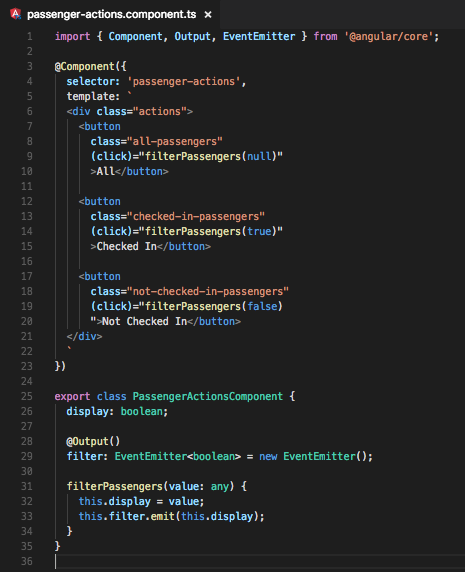 passenger-actions.component.ts ×
1 import { Component, Output, EventEmitter } from '@angular/core';
2
3 @Component({
4   selector: 'passenger-actions',
5   template: `
6   <div class="actions">
7     <button
8       class="all-passengers"
9       (click)="filterPassengers(null)"
10       >All</button>
11
12     <button
13       class="checked-in-passengers"
14       (click)="filterPassengers(true)"
15       >Checked In</button>
16
17     <button
18       class="not-checked-in-passengers"
19       (click)="filterPassengers(false)
20       ">Not Checked In</button>
21   </div>
22   `
23 })
24
25 export class PassengerActionsComponent {
26   display: boolean;
27
28   @Output()
29   filter: EventEmitter<boolean> = new EventEmitter();
30
31   filterPassengers(value: any) {
32     this.display = value;
33     this.filter.emit(this.display);
34   }
35 }
36